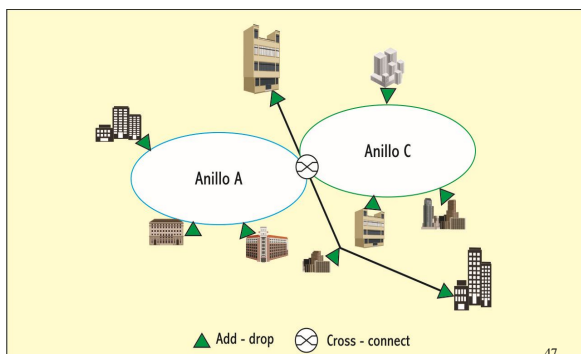 Anillo C
Anillo A
Add - drop
Cross - connect
47